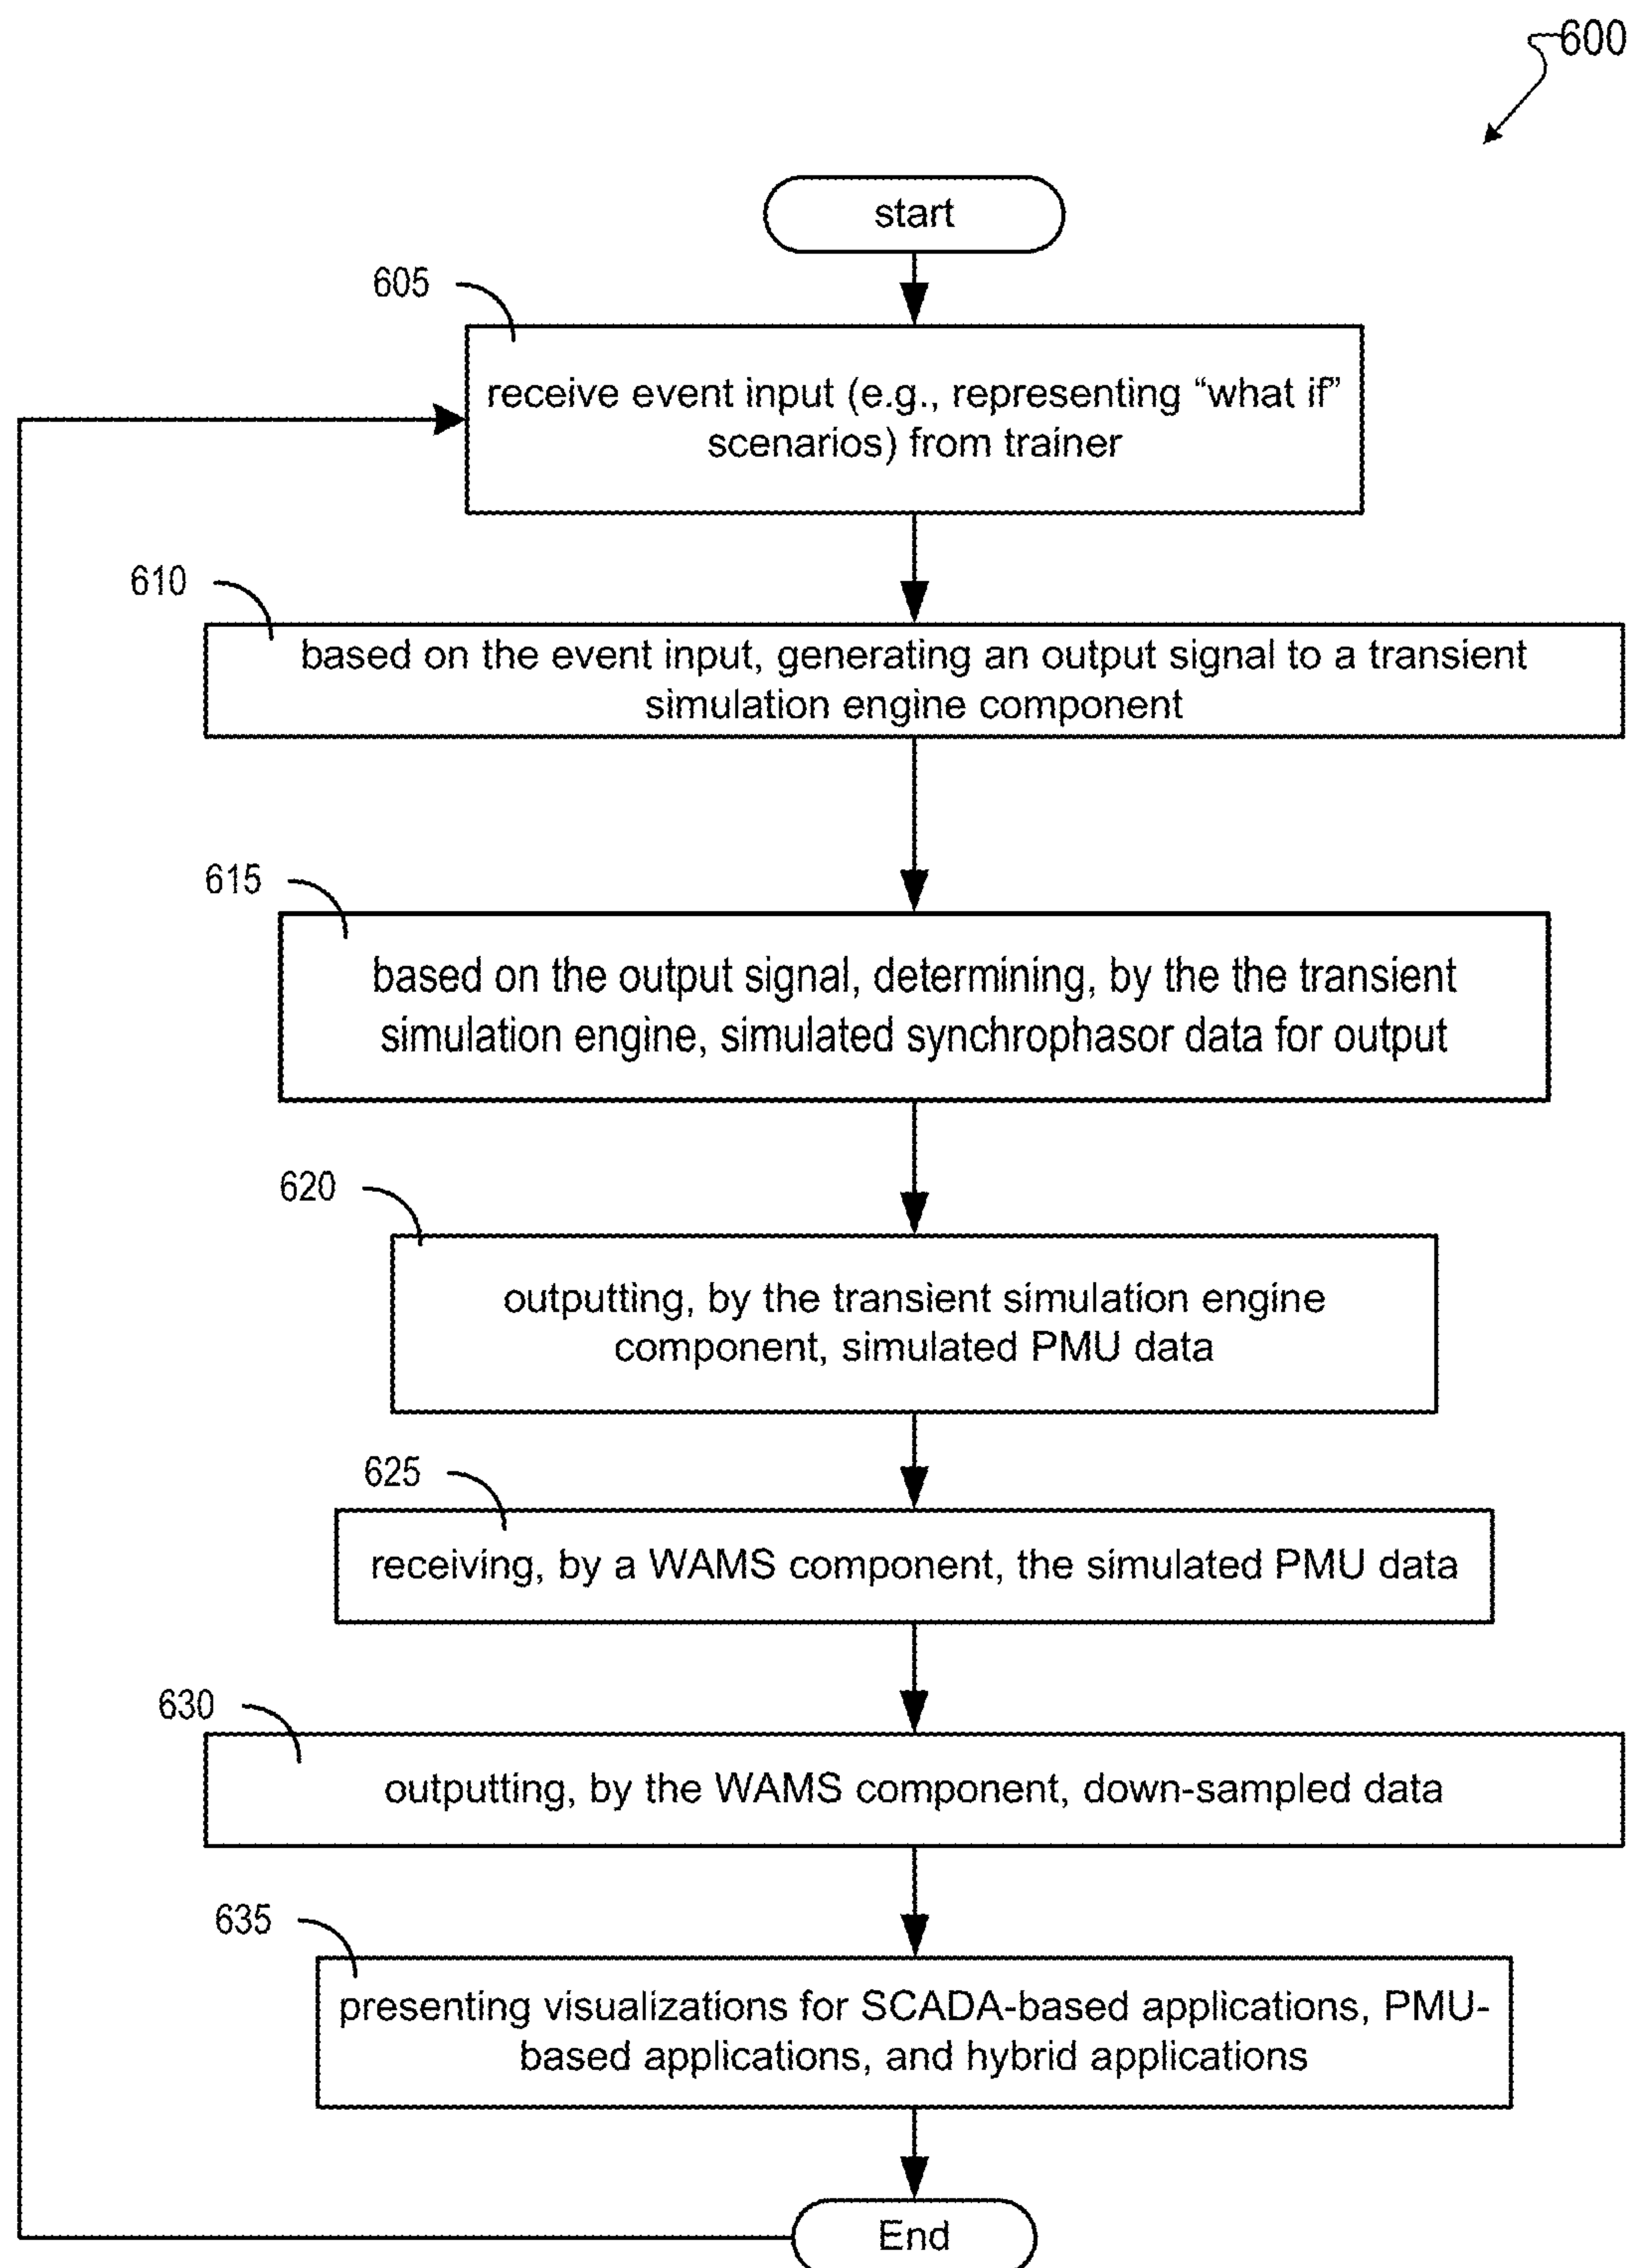 600
start
605
receive event input (e.g., representing “what if”
scenarios) from trainer
610
based on the event input, generating an output signal to a transient
simulation engine component
615
based on the output signal, determining, by the the transient
simulation engine, simulated synchrophasor data for output
620
outputting, by the transient simulation engine
component, simulated PMU data
625
receiving, by a WAMS component, the simulated PMU data
630
outputting, by the WAMS component, down-sampled data
635
presenting visualizations for SCADA-based applications, PMU-
based applications, and hybrid applications
End